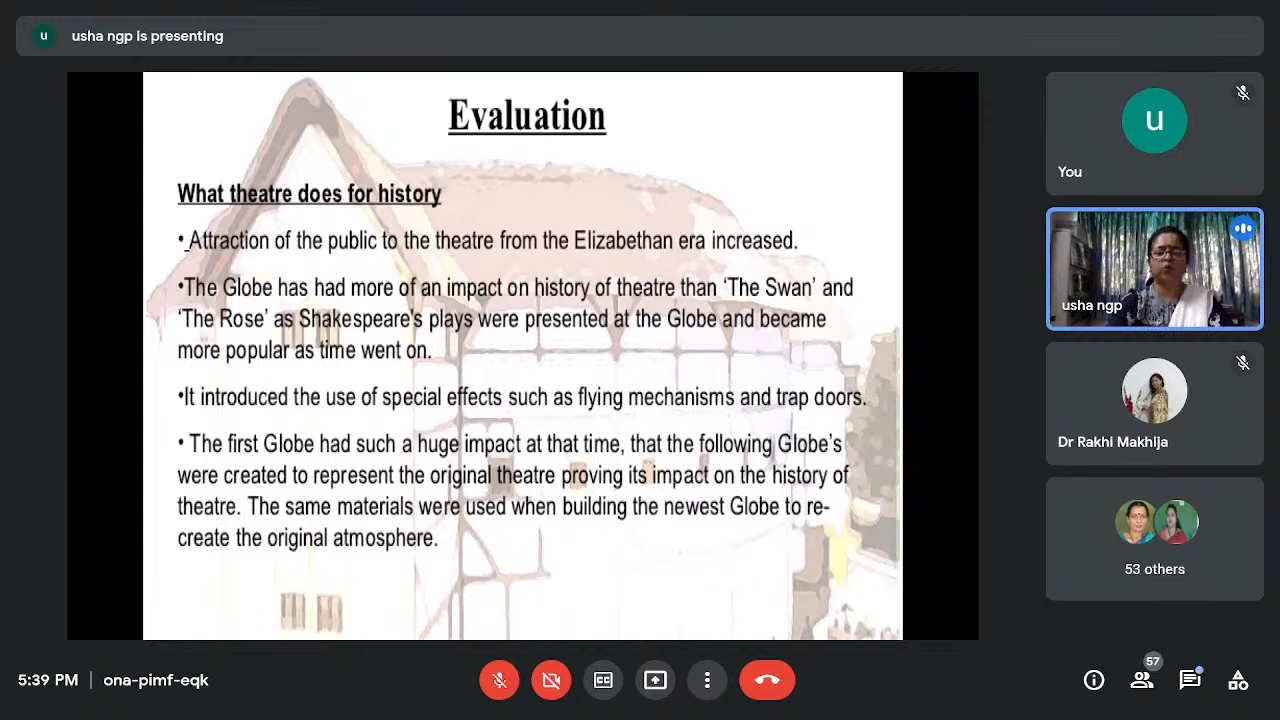 u usha ngp is presenting
Evaluation
What theatre does for history
• Attraction of the public to the theatre from the Elizabethan era increased.
•The Globe has had more of an impact on history of theatre than ‘The Swan’ and
‘The Rose’ as Shakespeare's plays were presented at the Globe and became
more popular as time went on.
•It introduced the use of special effects such as flying mechanisms and trap doors.
• The first Globe had such a huge impact at that time, that the following Globe’s
were created to represent the original theatre proving its impact on the history of
theatre. The same materials were used when building the newest Globe to re-
create the original atmosphere.
u
You
usha ngp
Dr Rakhi Makhija
53 others
5:39 PM | ona-pimf-eqk
57